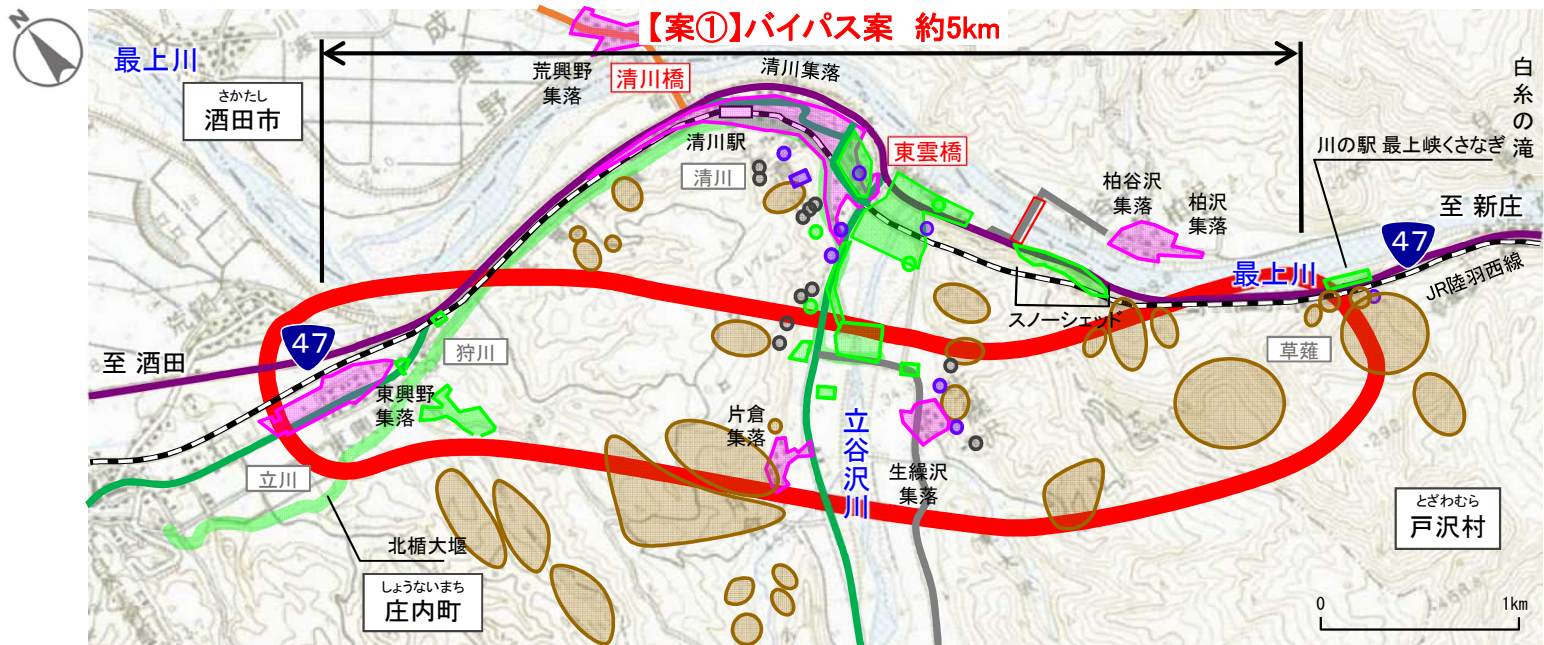 N
【案①】バイパス案 約5km
最上川
さかたし
酒田市
荒興野
集落
清川橋
清川集落
白糸の滝
清川駅
清川
東雲橋
川の駅 最上峡くさなぎ
柏谷沢
集落
柏沢
集落
至 新庄
47
最上川
JR陸羽西線
スノーシェッド
草薙
47
至 酒田
狩川
東興野
集落
片倉
集落
立谷沢川
生繰沢
集落
立川
とざわむら
戸沢村
北楯大堰
しょうないまち
庄内町
0
1km